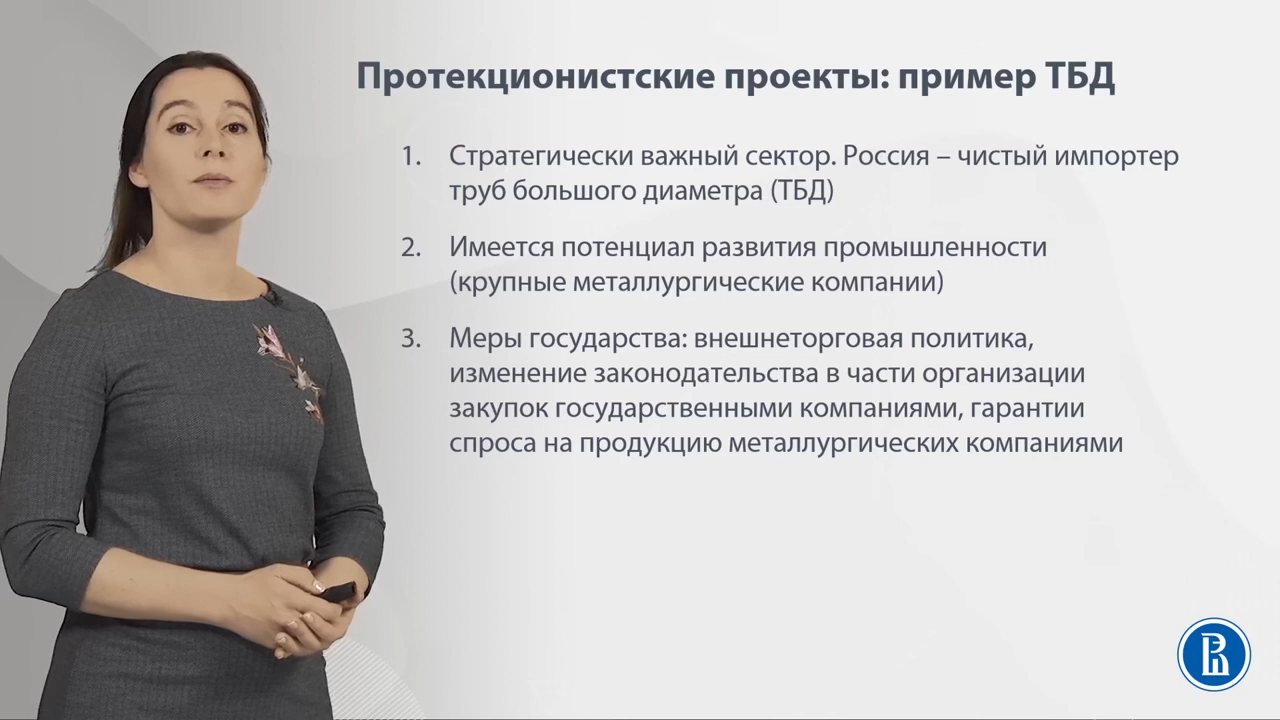 Протекционистские проекты: пример ТБД
1. Стратегически важный сектор. Россия – чистый импортер
труб большого диаметра (ТБД)
2. Имеется потенциал развития промышленности
(крупные металлургические компании)
3. Меры государства: внешнеторговая политика,
изменение законодательства в части организации
закупок государственными компаниями, гарантии
спроса на продукцию металлургических компаниями